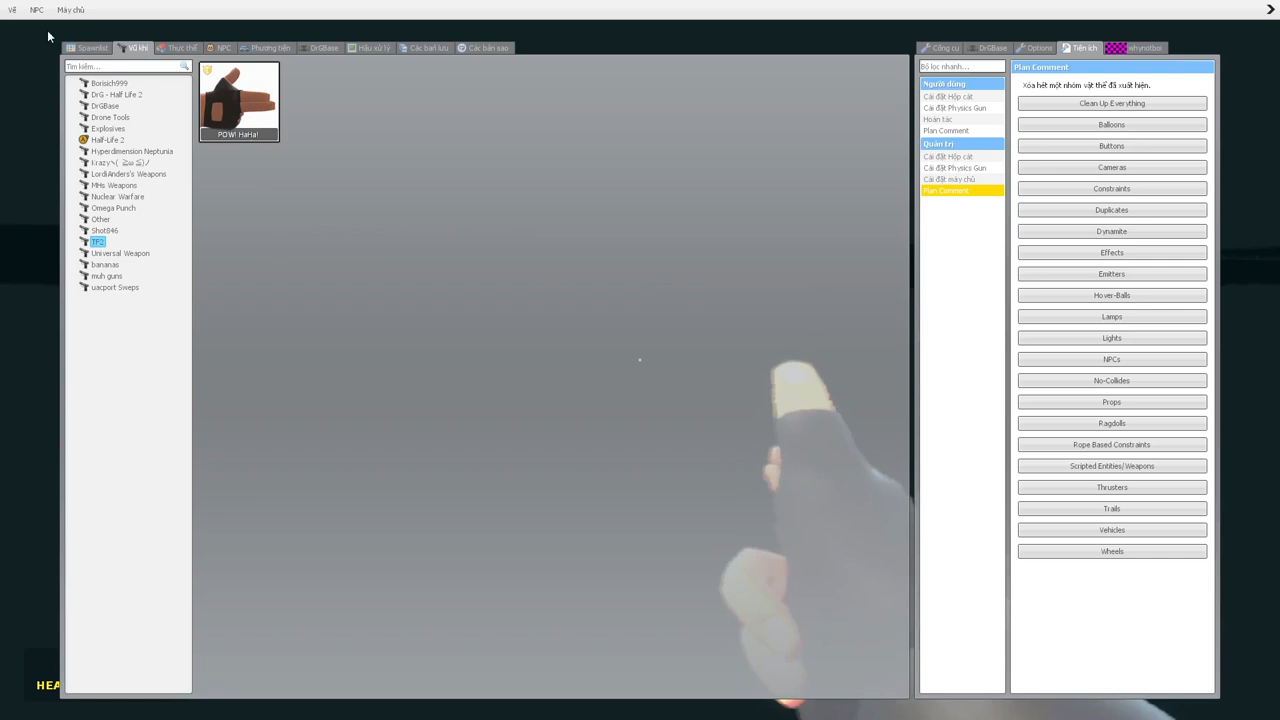 Vẽ NPC Máy chủ
Spawnlist Vũ khí Thực thể NPC Phương tiện DrGBase Hậu xử lý Các bản lưu Các bản sao
Công cụ DrGBase Options Tiện ích whynotboi
Tìm kiếm...
Borisich999
DrG - Half Life 2
DrGBase
Drone Tools
Explosives
Half-Life 2
Hyperdimension Neptunia
LordiAnders's Weapons
MHs Weapons
Nuclear Warfare
Omega Punch
Other
Shot846
TF2
Universal Weapon
bananas
muh guns
uacport Sweps
POW! HaHa!
Bộ lọc nhanh...
Người dùng
Cài đặt Hộp cát
Cài đặt Physics Gun
Hoàn tác
Plan Comment
Quản trị
Cài đặt Hộp cát
Cài đặt Physics Gun
Cài đặt máy chủ
Plan Comment
Plan Comment
Xóa hết một nhóm vật thể đã xuất hiện.
Clean Up Everything
Balloons
Buttons
Cameras
Constraints
Duplicates
Dynamite
Effects
Emitters
Hover-Balls
Lamps
Lights
NPCs
No-Collides
Props
Ragdolls
Rope Based Constraints
Scripted Entities/Weapons
Thrusters
Trails
Vehicles
Wheels
HEA